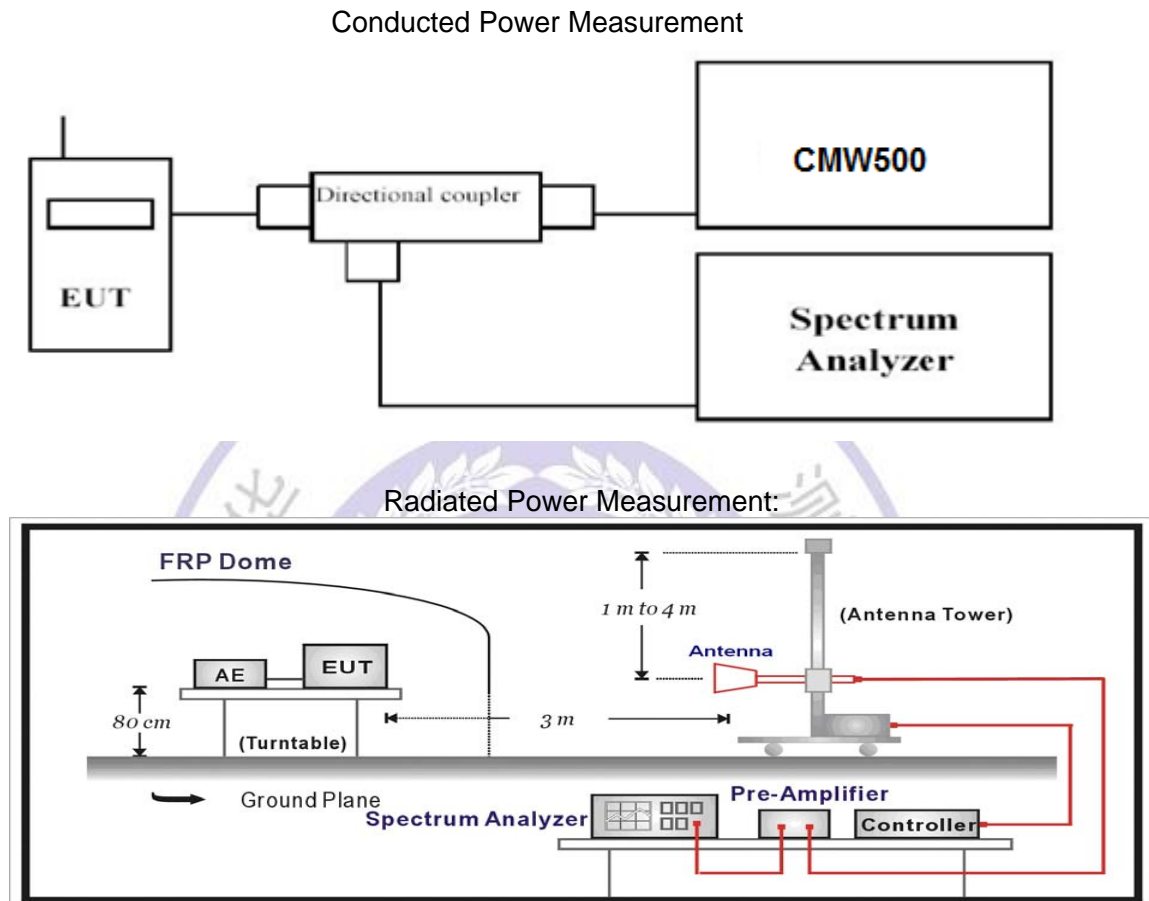 Conducted Power Measurement
CMW500
Directional coupler
EUT
Spectrum
Analyzer
Radiated Power Measurement:
FRP Dome
1 m to 4 m
(Antenna Tower)
Antenna
AE
EUT
80 cm
3 m
(Turntable)
Ground Plane
Pre-Amplifier
Spectrum Analyzer
Controller